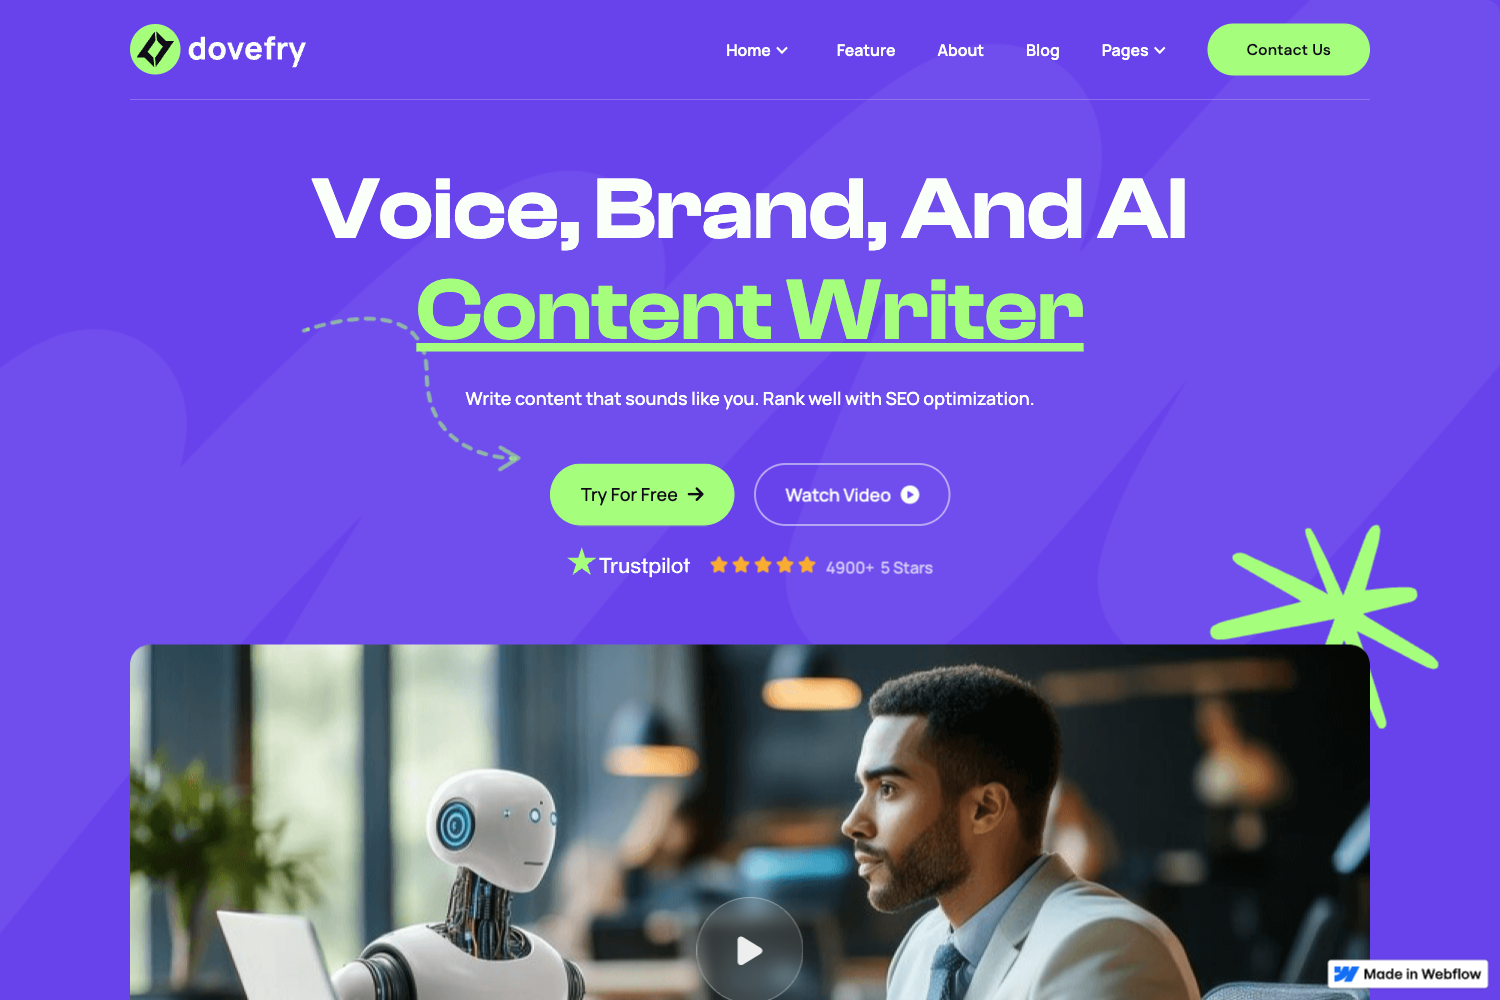 dovefry
Home
Feature
About
Blog
Pages
Contact Us
Voice, Brand, And AI
Content Writer
Write content that sounds like you. Rank well with SEO optimization.
Try For Free
Watch Video
Trustpilot
4900+ 5 Stars
Made in Webflow